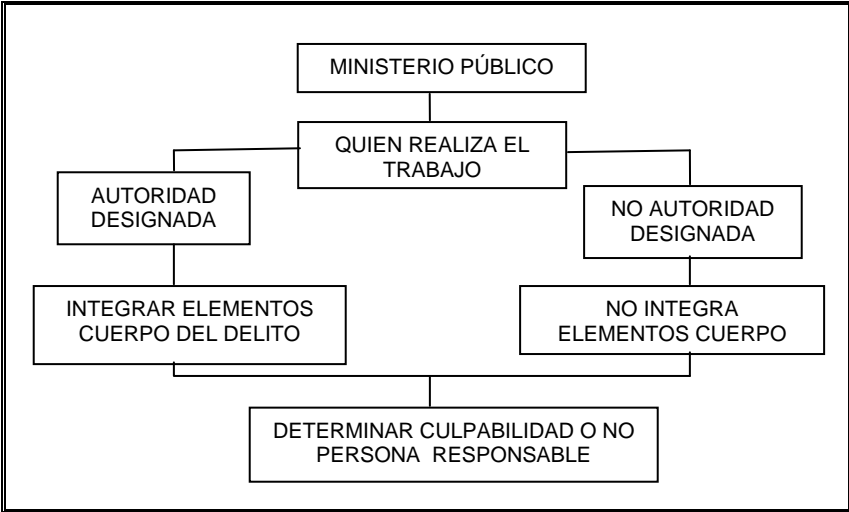 MINISTERIO PÚBLICO
QUIEN REALIZA EL
TRABAJO
AUTORIDAD
DESIGNADA
NO AUTORIDAD
DESIGNADA
INTEGRAR ELEMENTOS
CUERPO DEL DELITO
NO INTEGRA
ELEMENTOS CUERPO
DETERMINAR CULPABILIDAD O NO
PERSONA RESPONSABLE